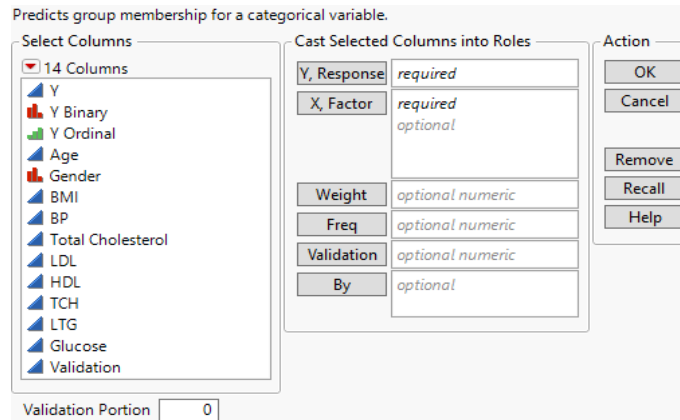 Predicts group membership for a categorical variable.
Select Columns
14 Columns
Y
Y Binary
Y Ordinal
Age
Gender
BMI
BP
Total Cholesterol
LDL
HDL
TCH
LTG
Glucose
Validation
Validation Portion 0
Cast Selected Columns into Roles
Y, Response required
X, Factor required
optional
Weight optional numeric
Freq optional numeric
Validation optional numeric
By optional
Action
OK
Cancel
Remove
Recall
Help